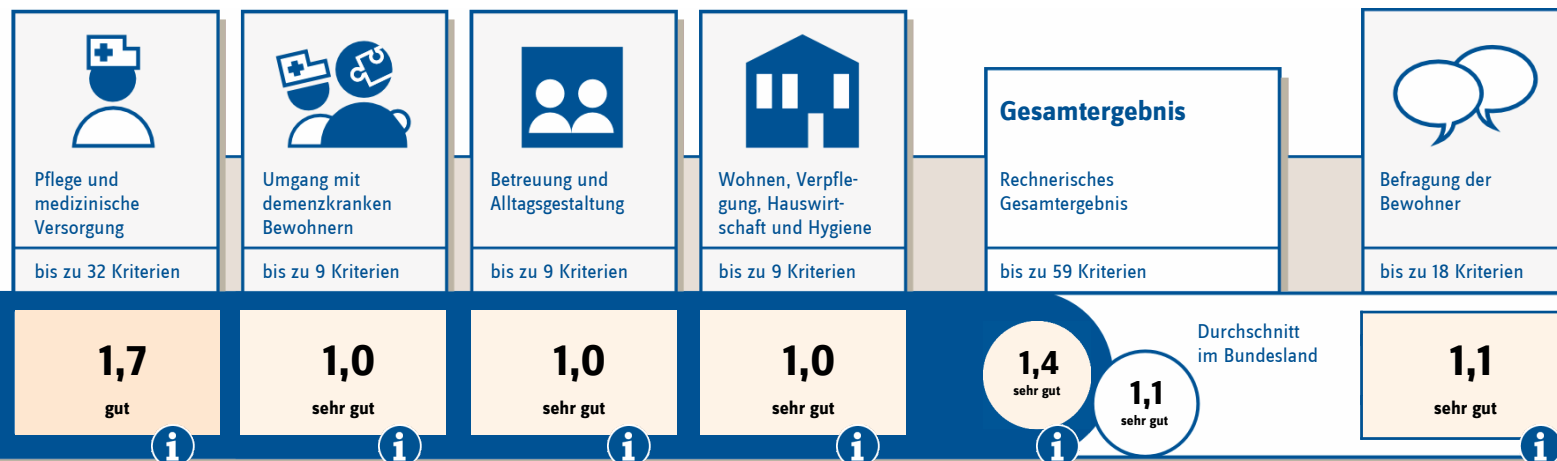 Pflege und
medizinische
Versorgung
bis zu 32 Kriterien
1,7
gut
i
Umgang mit
demenzkranken
Bewohnern
bis zu 9 Kriterien
1,0
sehr gut
i
Betreuung und
Alltagsgestaltung
bis zu 9 Kriterien
1,0
sehr gut
i
Wohnen, Verpfle-
gung, Hauswirt-
schaft und Hygiene
bis zu 9 Kriterien
1,0
sehr gut
i
Gesamtergebnis
Rechnerisches
Gesamtergebnis
bis zu 59 Kriterien
1,4
sehr gut
i
Durchschnitt
im Bundesland
1,1
sehr gut
Befragung der
Bewohner
bis zu 18 Kriterien
1,1
sehr gut
i